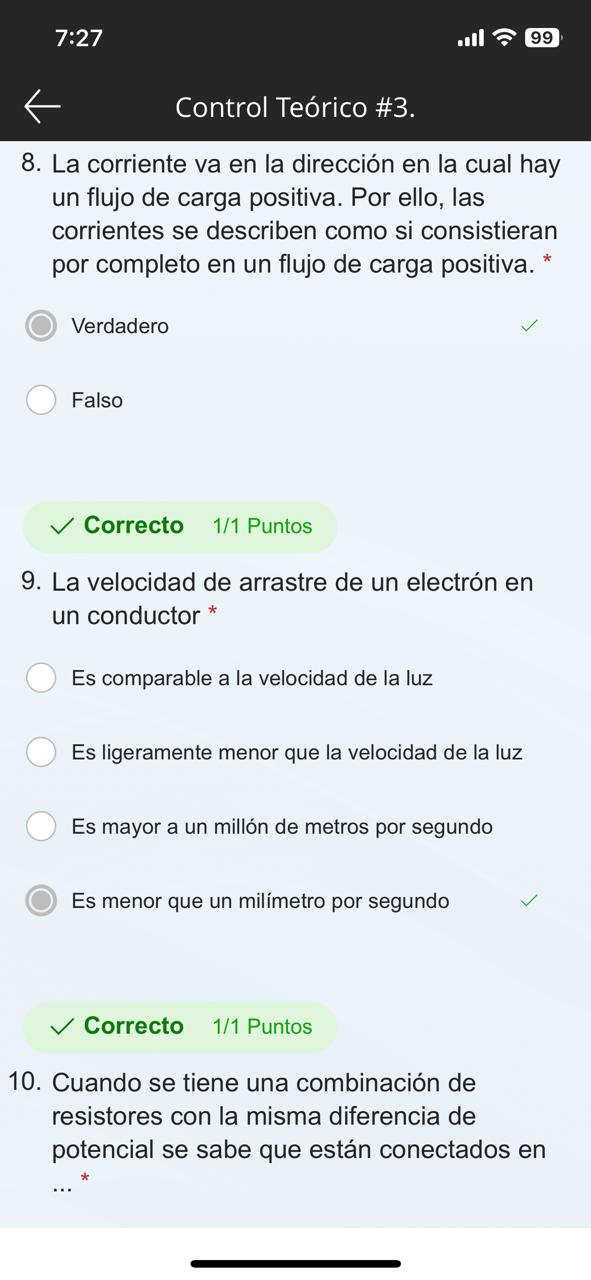 7:27
99
Control Teórico #3.
8. La corriente va en la dirección en la cual hay
un flujo de carga positiva. Por ello, las
corrientes se describen como si consistieran
por completo en un flujo de carga positiva. *
Verdadero
Falso
Correcto 1/1 Puntos
9. La velocidad de arrastre de un electrón en
un conductor *
Es comparable a la velocidad de la luz
Es ligeramente menor que la velocidad de la luz
Es mayor a un millón de metros por segundo
Es menor que un milímetro por segundo
Correcto 1/1 Puntos
10. Cuando se tiene una combinación de
resistores con la misma diferencia de
potencial se sabe que están conectados en
... *